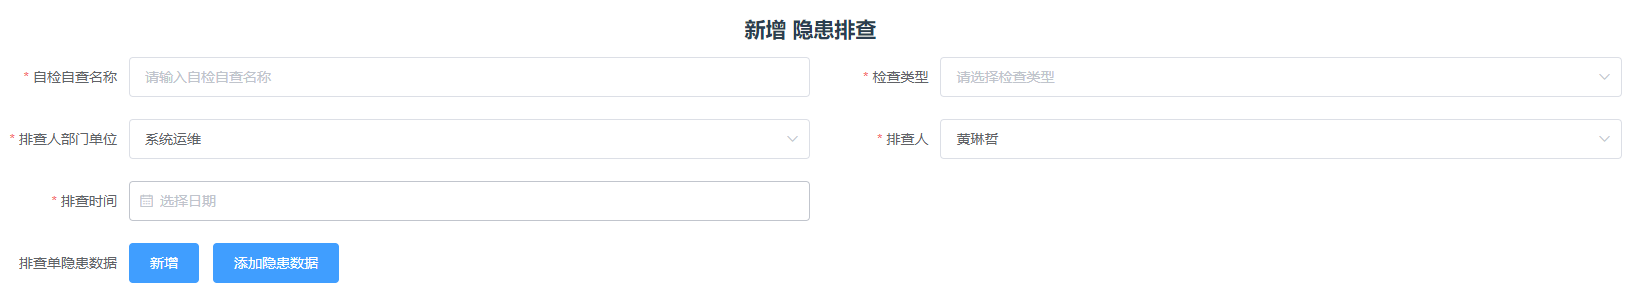 新增 隐患排查
* 自检自查名称 请输入自检自查名称 * 检查类型 请选择检查类型
* 排查人部门单位 系统运维 * 排查人 黄琳哲
* 排查时间 选择日期
排查单隐患数据 新增 添加隐患数据